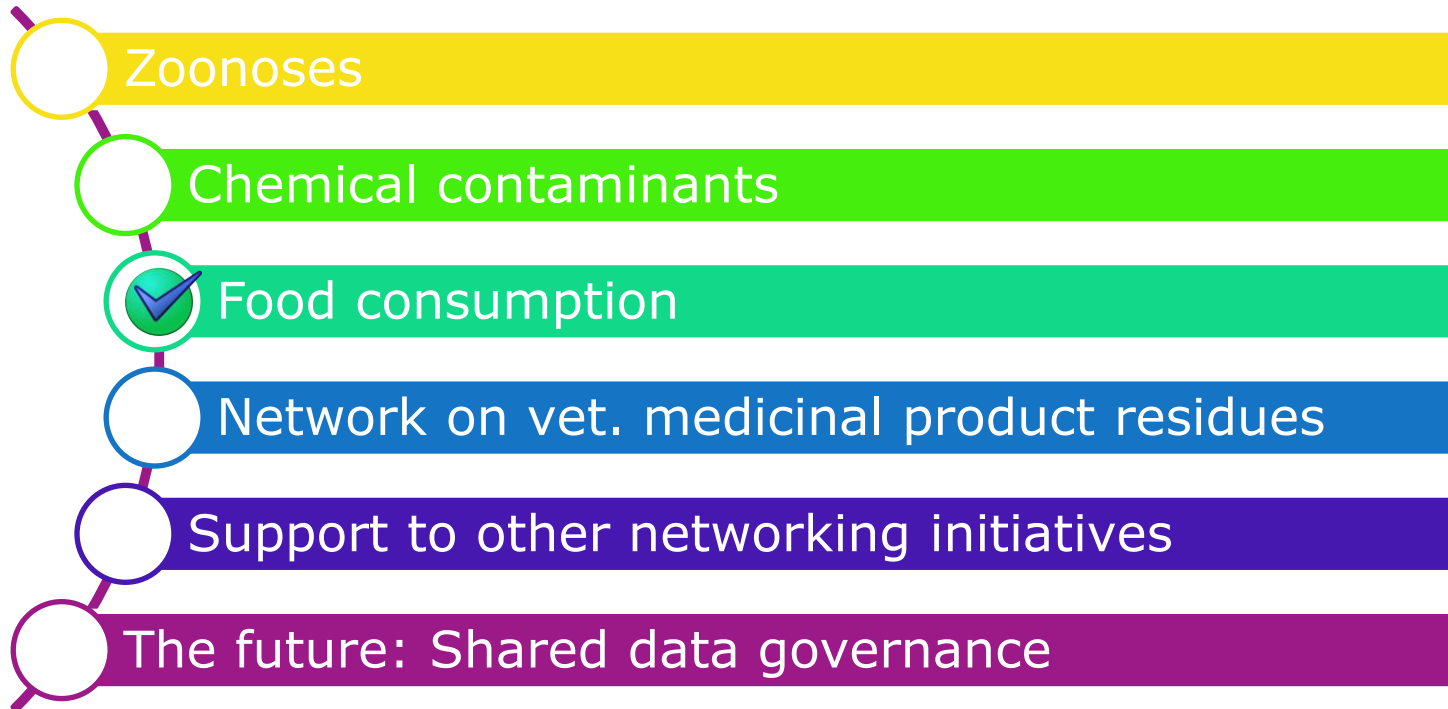 Zoonoses
Chemical contaminants
Food consumption
Network on vet. medicinal product residues
Support to other networking initiatives
The future: Shared data governance